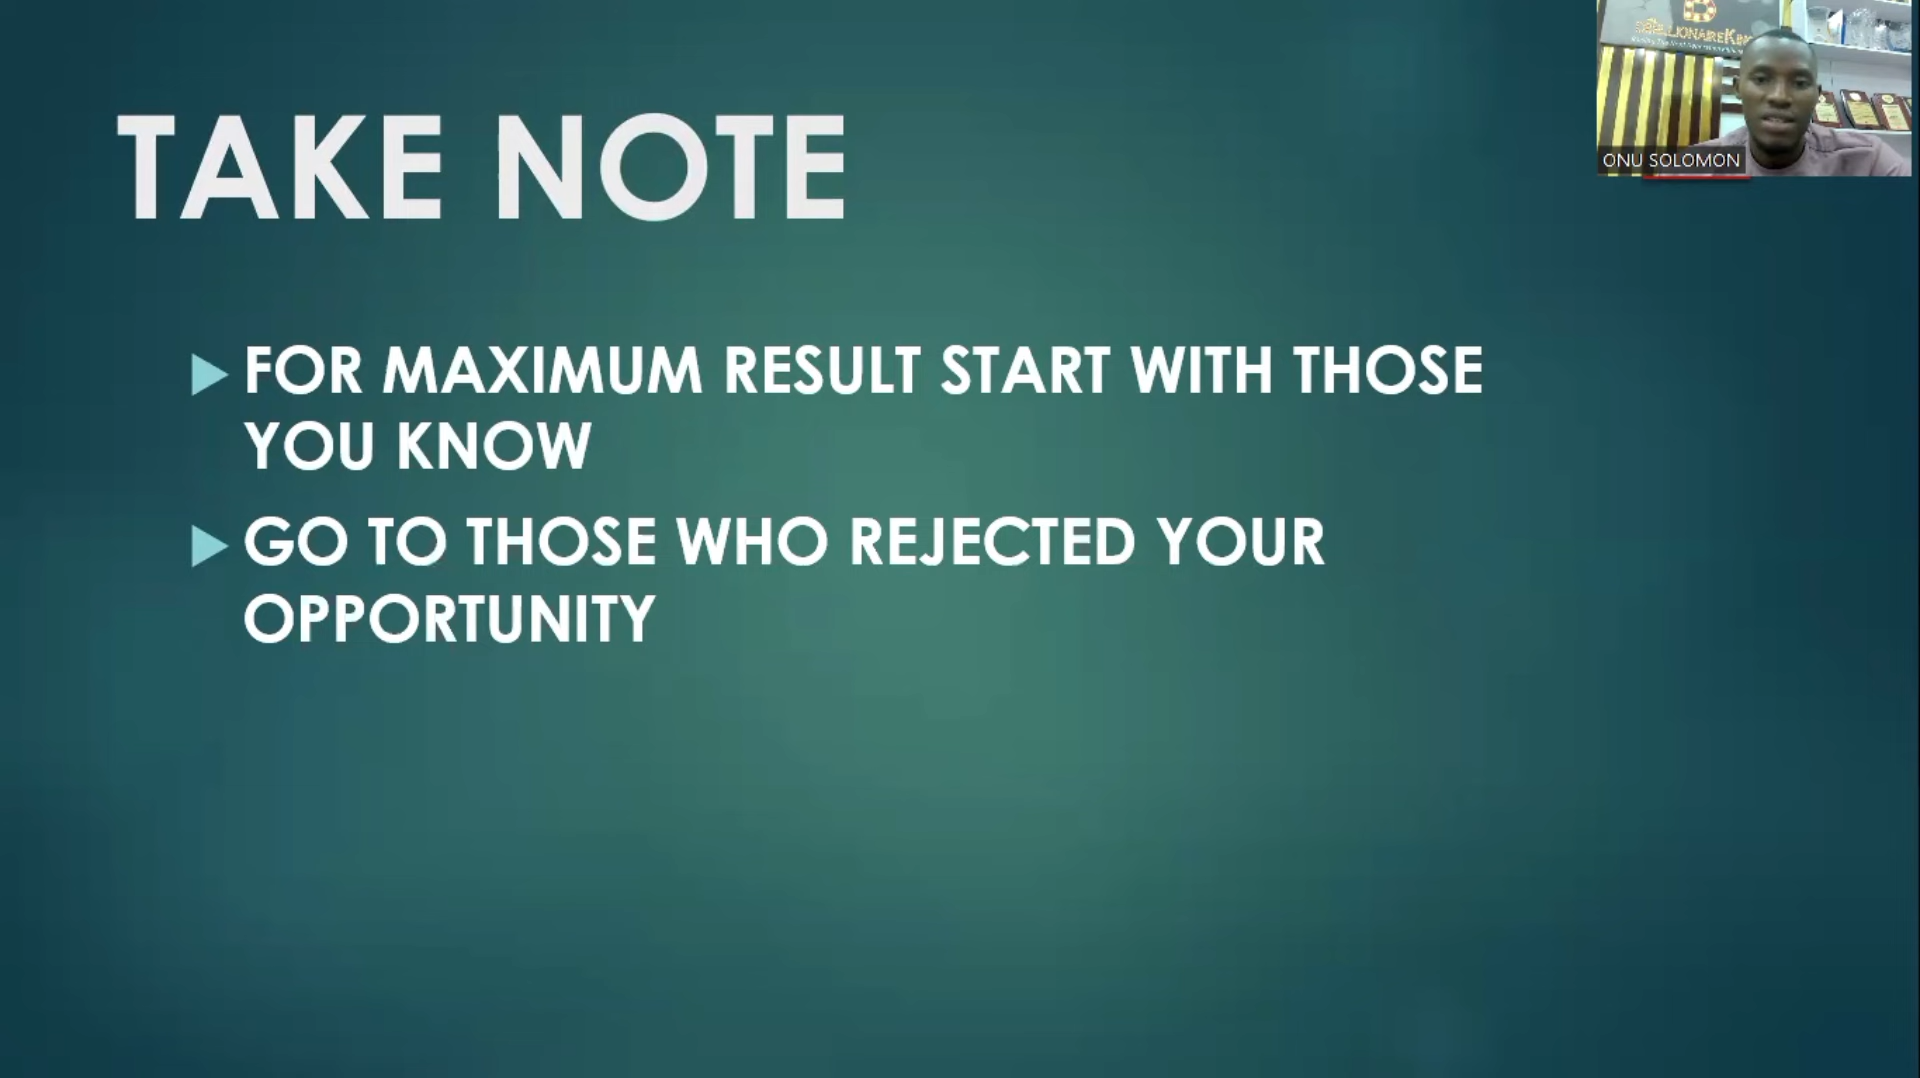 TAKE NOTE
FOR MAXIMUM RESULT START WITH THOSE
YOU KNOW
GO TO THOSE WHO REJECTED YOUR
OPPORTUNITY
B
ONU SOLOMON